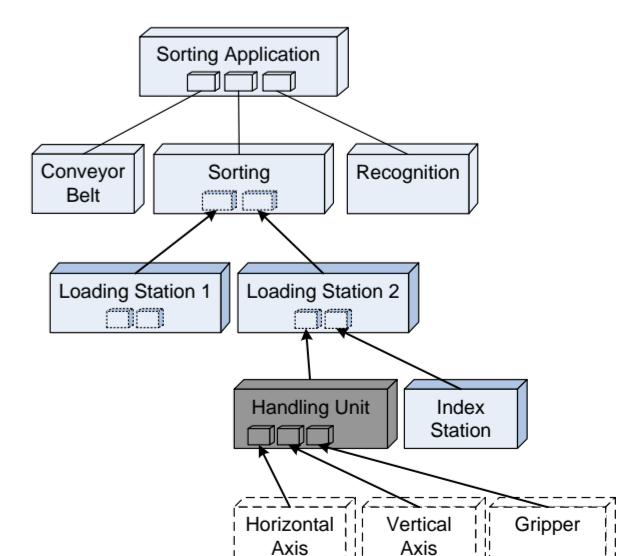 Sorting Application
Conveyor
Belt
Sorting
Recognition
Loading Station 1
Loading Station 2
Handling Unit
Index
Station
Horizontal
Axis
Vertical
Axis
Gripper